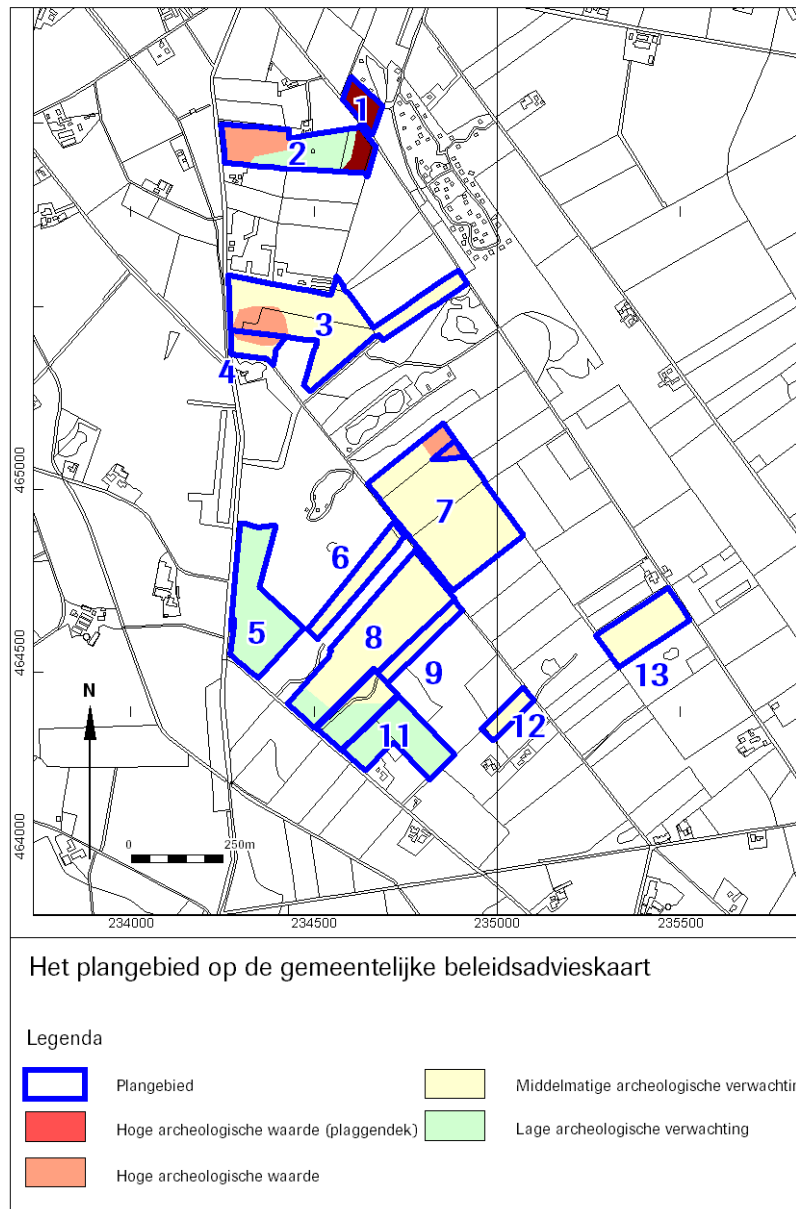 1
2
3
4
465000
7
6
5
8
464500
9
13
N
12
11
464000
0
250m
234000
234500
235000
235500
Het plangebied op de gemeentelijke beleidsadvieskaart
Legenda
Plangebied
Middelmatige archeologische verwachtin
Hoge archeologische waarde (plaggendek)
Lage archeologische verwachting
Hoge archeologische waarde